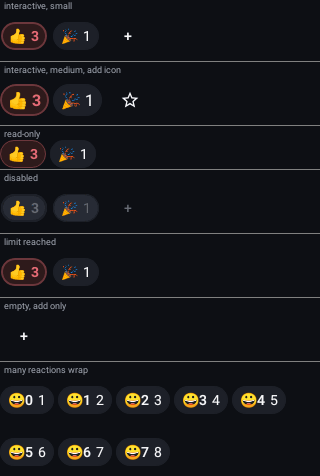 interactive, small
👍 3 🎉 1 +
interactive, medium, add icon
👍 3 🎉 1 ☆
read-only
👍 3 🎉 1
disabled
👍 3 🎉 1 +
limit reached
👍 3 🎉 1
empty, add only
+
many reactions wrap
😀0 1 😀1 2 😀2 3 😀3 4 😀4 5
😀5 6 😀6 7 😀7 8